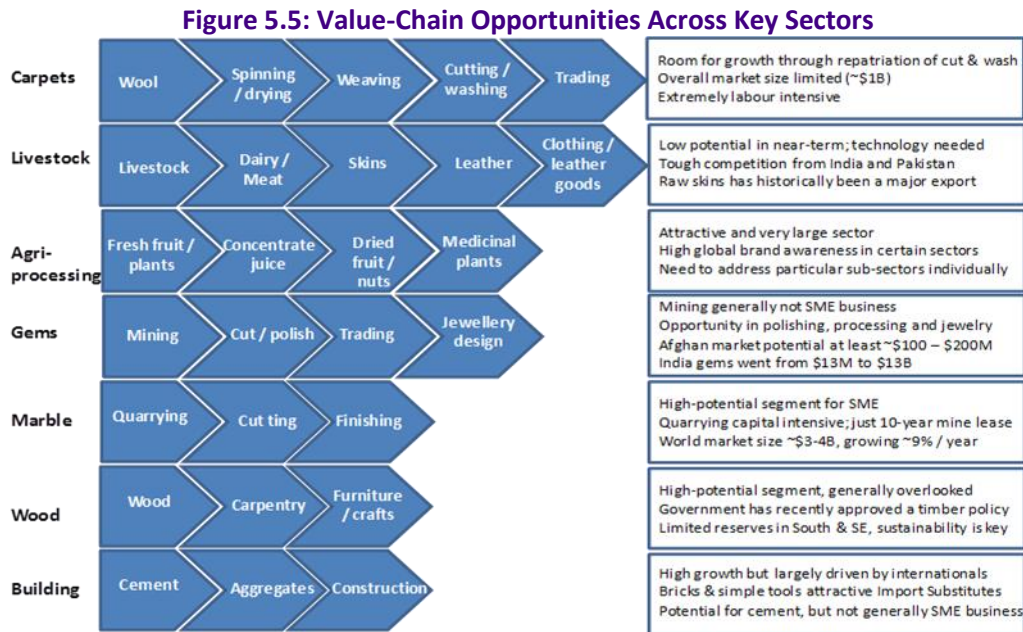 Figure 5.5: Value-Chain Opportunities Across Key Sectors
Carpets
Wool
Spinning
/ drying
Weaving
Cutting /
washing
Trading
Room for growth through repatriation of cut & wash
Overall market size limited (~$1B)
Extremely labour intensive
Livestock
Livestock
Dairy /
Meat
Skins
Leather
Clothing /
leather
goods
Low potential in near-term; technology needed
Tough competition from India and Pakistan
Raw skins has historically been a major export
Agri-
processing
Fresh fruit /
plants
Concentrate
juice
Dried
fruit /
nuts
Medicinal
plants
Attractive and very large sector
High global brand awareness in certain sectors
Need to address particular sub-sectors individually
Gems
Mining
Cut / polish
Trading
Jewellery
design
Mining generally not SME business
Opportunity in polishing, processing and jewelry
Afghan market potential at least ~$100 – $200M
India gems went from $13M to $13B
Marble
Quarrying
Cut ting
Finishing
High-potential segment for SME
Quarrying capital intensive; just 10-year mine lease
World market size ~$3-4B, growing ~9% / year
Wood
Wood
Carpentry
Furniture
/ crafts
High-potential segment, generally overlooked
Government has recently approved a timber policy
Limited reserves in South & SE, sustainability is key
Building
Cement
Aggregates
Construction
High growth but largely driven by internationals
Bricks & simple tools attractive Import Substitutes
Potential for cement, but not generally SME business